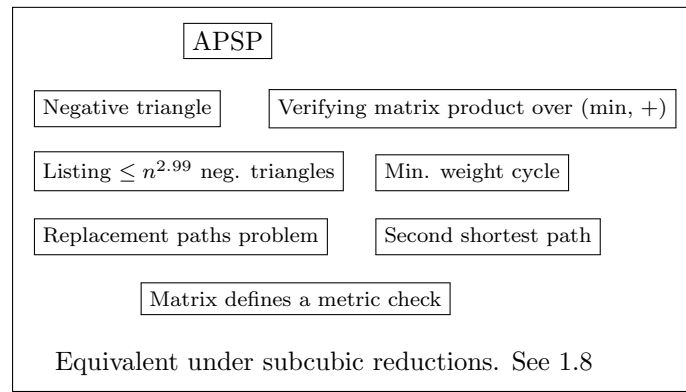 APSP
Negative triangle Verifying matrix product over (min, +)
Listing ≤ n^2.99 neg. triangles Min. weight cycle
Replacement paths problem Second shortest path
Matrix defines a metric check
Equivalent under subcubic reductions. See 1.8